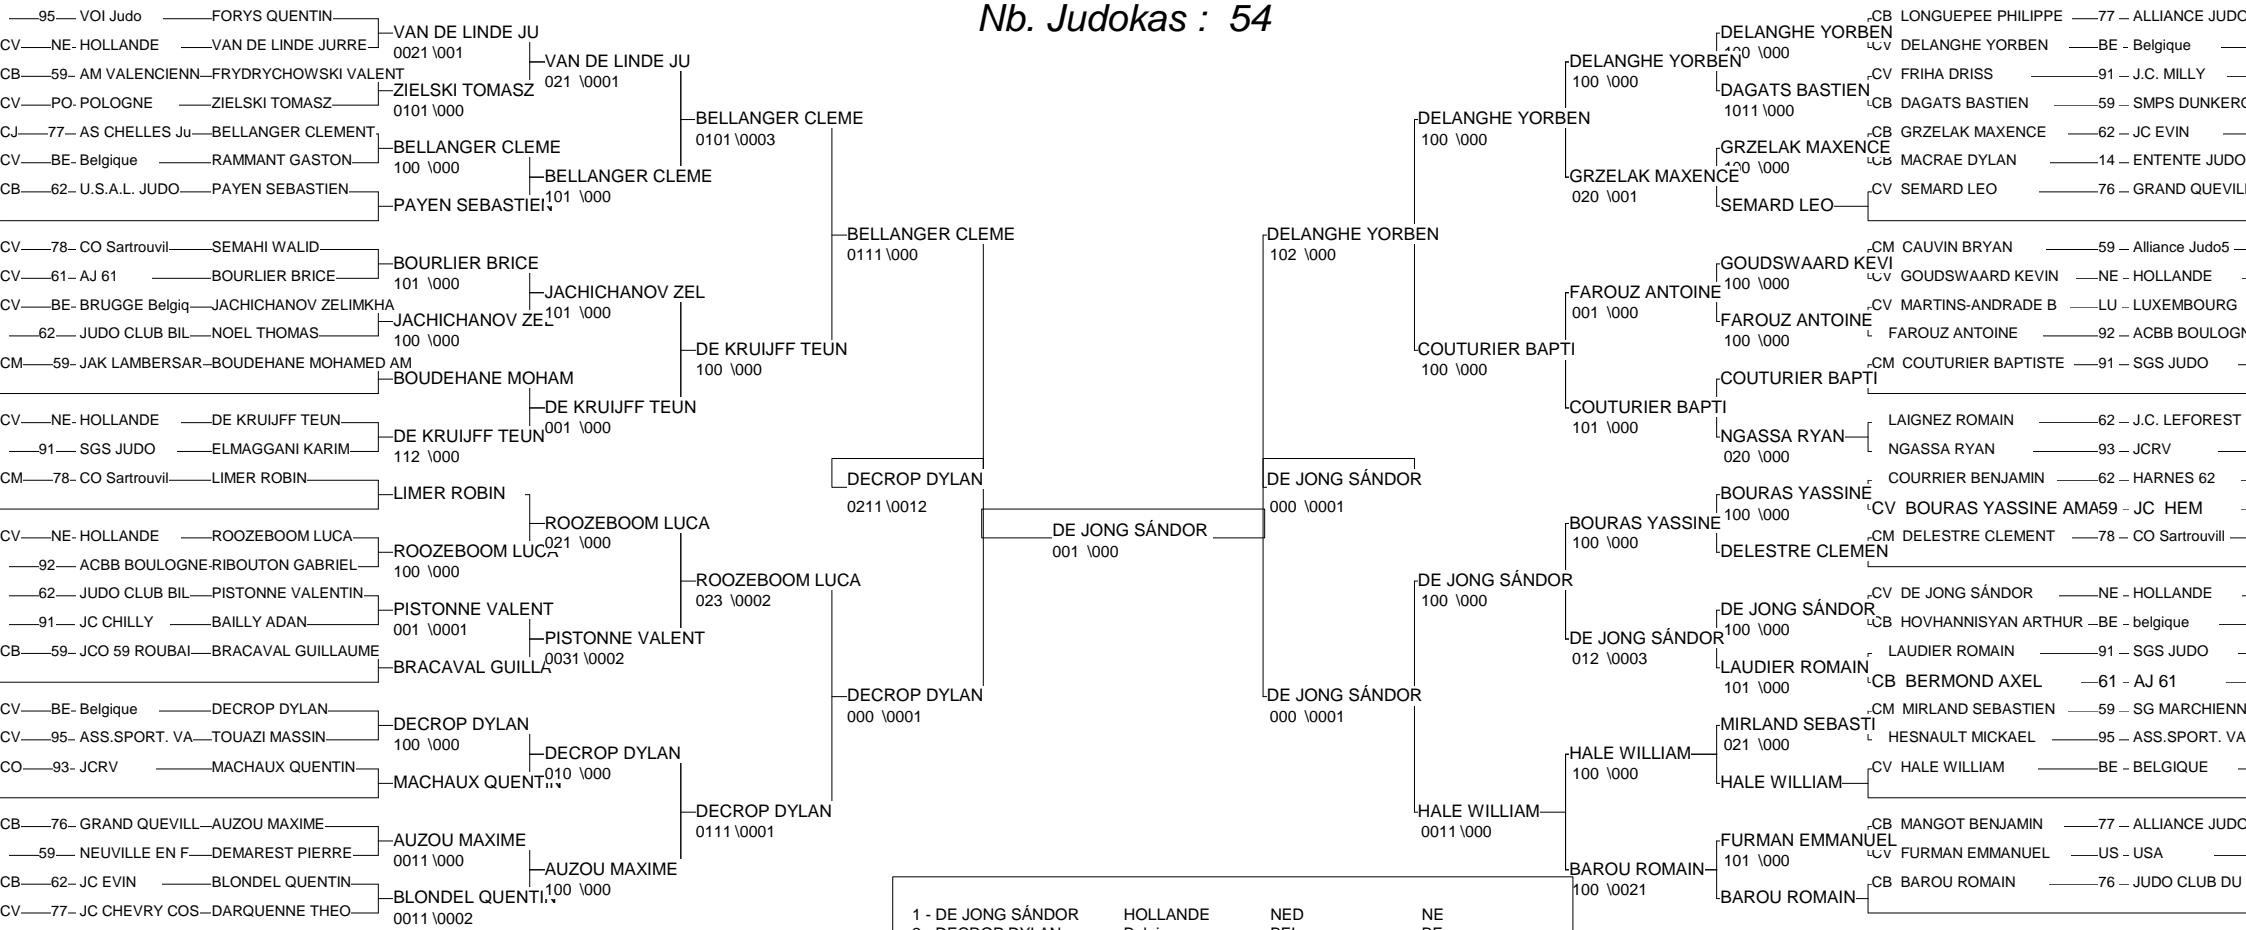 Nb. Judokas : 54
95 VOI Judo FORYS QUENTIN
CV NE HOLLANDE VAN DE LINDE JURRE
CB 59 AM VALENCIENN FRYDRYCHOWSKI VALENT
CV PO POLOGNE ZIELSKI TOMASZ
CJ 77 AS CHELLES Ju BELLANGER CLEMENT
CV BE Belgique RAMMANT GASTON
CB 62 U.S.A.L. JUDO PAYEN SEBASTIEN
CV 78 CO Sartrouvil SEMAHI WALID
CV 61 AJ 61 BOURLIER BRICE
CV BE BRUGGE Belgiq JACHICHANOV ZELIMKHA
62 JUDO CLUB BIL NOEL THOMAS
CM 59 JAK LAMBERSAR BOUDEHANE MOHAMED AM
CV NE HOLLANDE DE KRUIJFF TEUN
91 SGS JUDO ELMAGGANI KARIM
CM 78 CO Sartrouvil LIMER ROBIN
CV NE HOLLANDE ROOZEBOOM LUCA
92 ACBB BOULOGNE RIBOUTON GABRIEL
62 JUDO CLUB BIL PISTONNE VALENTIN
91 JC CHILLY BAILLY ADAN
CB 59 JCO 59 ROUBAI BRACAVAL GUILLAUME
CV BE Belgique DECROP DYLAN
CV 95 ASS.SPORT. VA TOUAZI MASSIN
CO 93 JCRV MACHAUX QUENTIN
CB 76 GRAND QUEVILL AUZOU MAXIME
59 NEUVILLE EN F DEMAREST PIERRE
CB 62 JC EVIN BLONDEL QUENTIN
CV 77 JC CHEVRY COS DARQUENNE THEO
VAN DE LINDE JU
0021 \001
ZIELSKI TOMASZ
0101 \000
BELLANGER CLEME
100 \000
PAYEN SEBASTIEN
BOURLIER BRICE
101 \000
JACHICHANOV ZEL
100 \000
BOUDEHANE MOHAM
DE KRUIJFF TEUN
112 \000
LIMER ROBIN
ROOZEBOOM LUCA
100 \000
PISTONNE VALENT
001 \0001
BRACAVAL GUILLA
DECROP DYLAN
100 \000
MACHAUX QUENTIN
AUZOU MAXIME
0011 \000
BLONDEL QUENTIN
0011 \0002
VAN DE LINDE JU
021 \0001
BELLANGER CLEME
101 \000
JACHICHANOV ZEL
101 \000
DE KRUIJFF TEUN
001 \000
ROOZEBOOM LUCA
021 \000
PISTONNE VALENT
0031 \0002
DECROP DYLAN
010 \000
AUZOU MAXIME
100 \000
BELLANGER CLEME
0101 \0003
DE KRUIJFF TEUN
100 \000
ROOZEBOOM LUCA
023 \0002
DECROP DYLAN
0111 \0001
BELLANGER CLEME
0111 \000
DECROP DYLAN
0211 \0012
DECROP DYLAN
000 \0001
DE JONG SÁNDOR
001 \000
DELANGHE YORBEN
102 \000
DE JONG SÁNDOR
000 \0001
DE JONG SÁNDOR
000 \0001
DELANGHE YORBEN
100 \000
COUTURIER BAPTI
100 \000
DE JONG SÁNDOR
100 \000
HALE WILLIAM
0011 \000
DELANGHE YORBEN
100 \000
GRZELAK MAXENCE
020 \001
FAROUZ ANTOINE
001 \000
COUTURIER BAPTI
101 \000
BOURAS YASSINE
100 \000
DE JONG SÁNDOR
012 \0003
HALE WILLIAM
100 \000
BAROU ROMAIN
100 \0021
DELANGHE YORBEN
100 \000
DAGATS BASTIEN
1011 \000
GRZELAK MAXENCE
100 \000
SEMARD LEO
GOUDSWAARD KEVI
100 \000
FAROUZ ANTOINE
100 \000
COUTURIER BAPTI
NGASSA RYAN
020 \000
BOURAS YASSINE
100 \000
DELESTRE CLEMEN
DE JONG SÁNDOR
100 \000
LAUDIER ROMAIN
101 \000
MIRLAND SEBASTI
021 \000
HALE WILLIAM
FURMAN EMMANUEL
101 \000
BAROU ROMAIN
CB LONGUEPEE PHILIPPE 77 ALLIANCE JUDO
CV DELANGHE YORBEN BE Belgique
CV FRIHA DRISS 91 J.C. MILLY
CB DAGATS BASTIEN 59 SMPS DUNKER
CB GRZELAK MAXENCE 62 JC EVIN
CB MACRAE DYLAN 14 ENTENTE JUDO
CV SEMARD LEO 76 GRAND QUEVIL
CM CAUVIN BRYAN 59 Alliance Judo5
CV GOUDSWAARD KEVIN NE HOLLANDE
CV MARTINS-ANDRADE B LU LUXEMBOURG
FAROUZ ANTOINE 92 ACBB BOULOGN
CM COUTURIER BAPTISTE 91 SGS JUDO
LAIGNEZ ROMAIN 62 J.C. LEFOREST
NGASSA RYAN 93 JCRV
COURRIER BENJAMIN 62 HARNES 62
CV BOURAS YASSINE AMA 59 JC HEM
CM DELESTRE CLEMENT 78 CO Sartrouvill
CV DE JONG SÁNDOR NE HOLLANDE
CB HOVHANNISYAN ARTHUR BE belgique
LAUDIER ROMAIN 91 SGS JUDO
CB BERMOND AXEL 61 AJ 61
CM MIRLAND SEBASTIEN 59 SG MARCHIENN
HESNAULT MICKAEL 95 ASS.SPORT. VA
CV HALE WILLIAM BE BELGIQUE
CB MANGOT BENJAMIN 77 ALLIANCE JUDO
CV FURMAN EMMANUEL US USA
CB BAROU ROMAIN 76 JUDO CLUB DU
1 - DE JONG SÁNDOR HOLLANDE NED NE